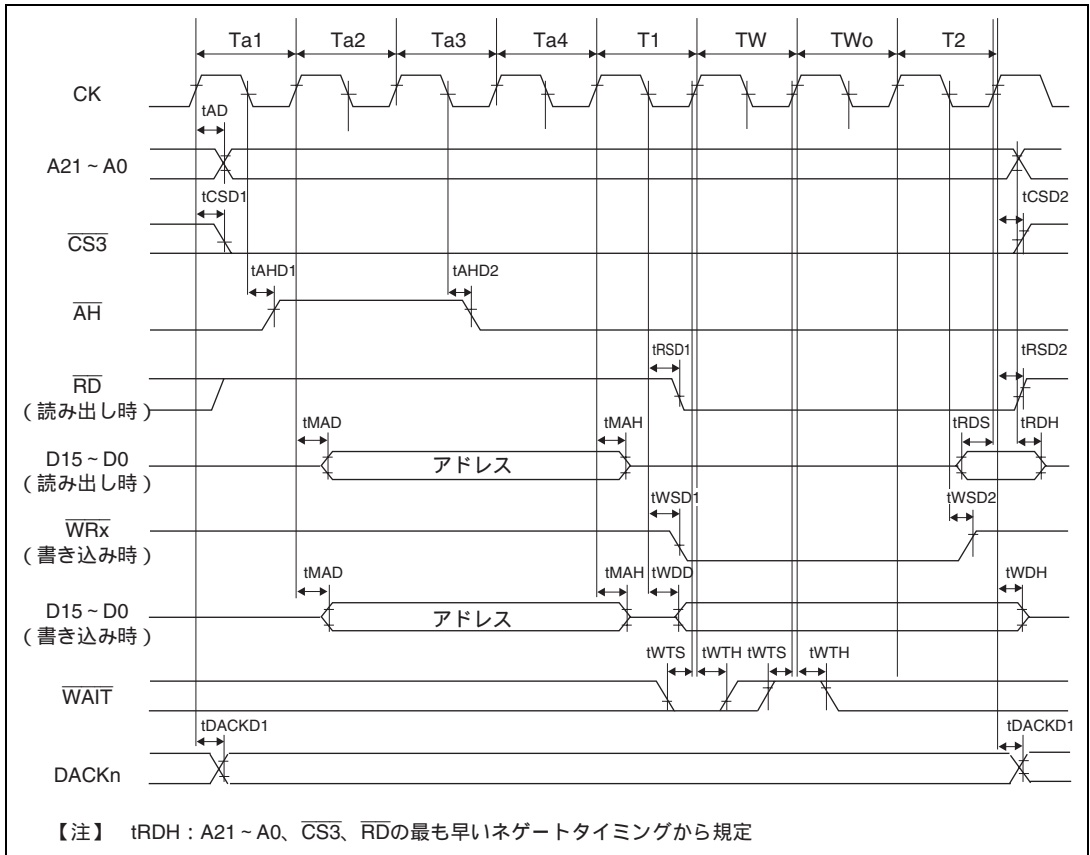 Ta1 Ta2 Ta3 Ta4 T1 TW TWo T2
CK
tAD
A21~A0
tCSD1 tCSD2
CS3
tAHD1 tAHD2
AH
tRSD1 tRSD2
RD
(読み出し時)
tMAD tMAH tRDS tRDH
D15~D0 アドレス
(読み出し時)
tWSD1 tWSD2
WRx
(書き込み時)
tMAD tMAH tWDD tWDH
D15~D0 アドレス
(書き込み時)
tWTS tWTH tWTS tWTH
WAIT
tDACKD1 tDACKD1
DACKn
【注】 tRDH:A21~A0、CS3、RDの最も早いネゲートタイミングから規定